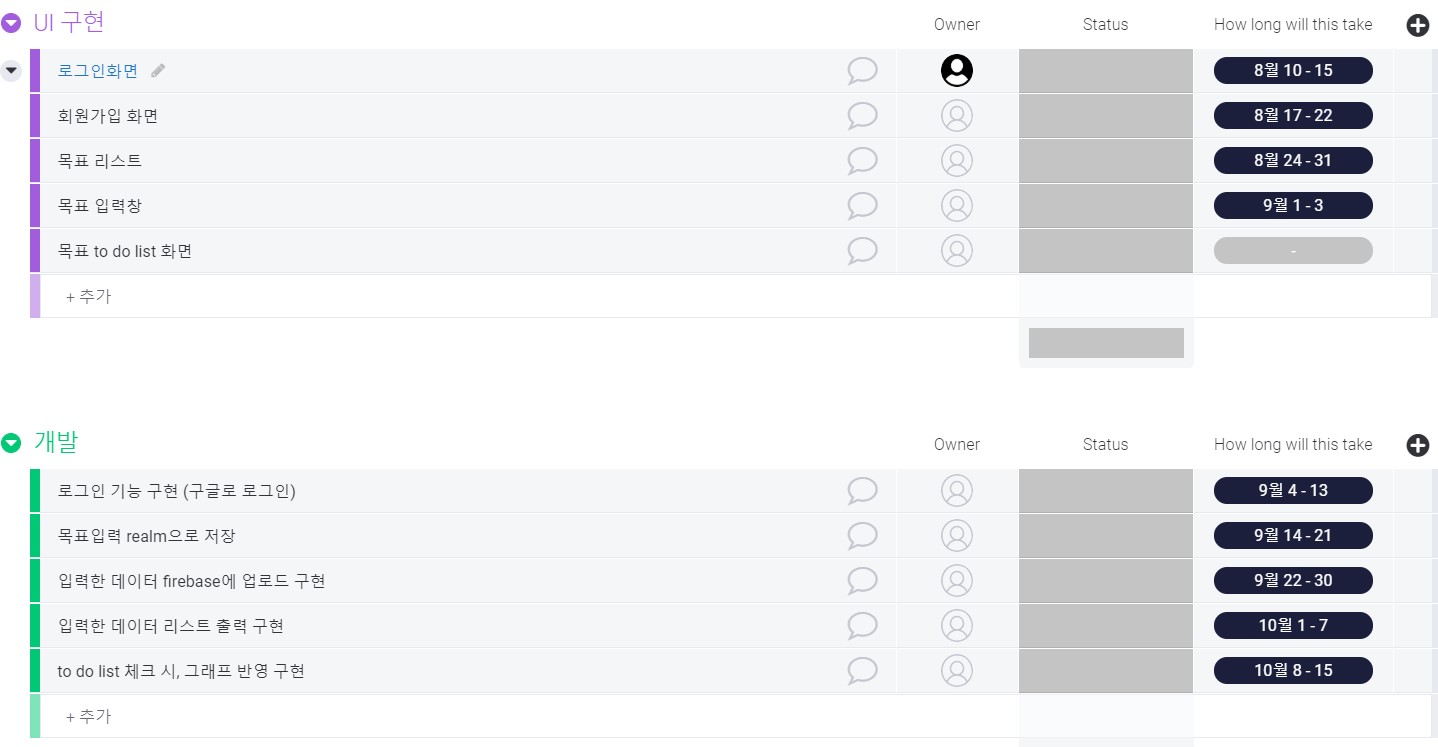 UI 구현 Owner Status How long will this take
로그인화면 8월 10 - 15
회원가입 화면 8월 17 - 22
목표 리스트 8월 24 - 31
목표 입력창 9월 1 - 3
목표 to do list 화면 -
+ 추가
개발 Owner Status How long will this take
로그인 기능 구현 (구글로 로그인) 9월 4 - 13
목표입력 realm으로 저장 9월 14 - 21
입력한 데이터 firebase에 업로드 구현 9월 22 - 30
입력한 데이터 리스트 출력 구현 10월 1 - 7
to do list 체크 시, 그래프 반영 구현 10월 8 - 15
+ 추가